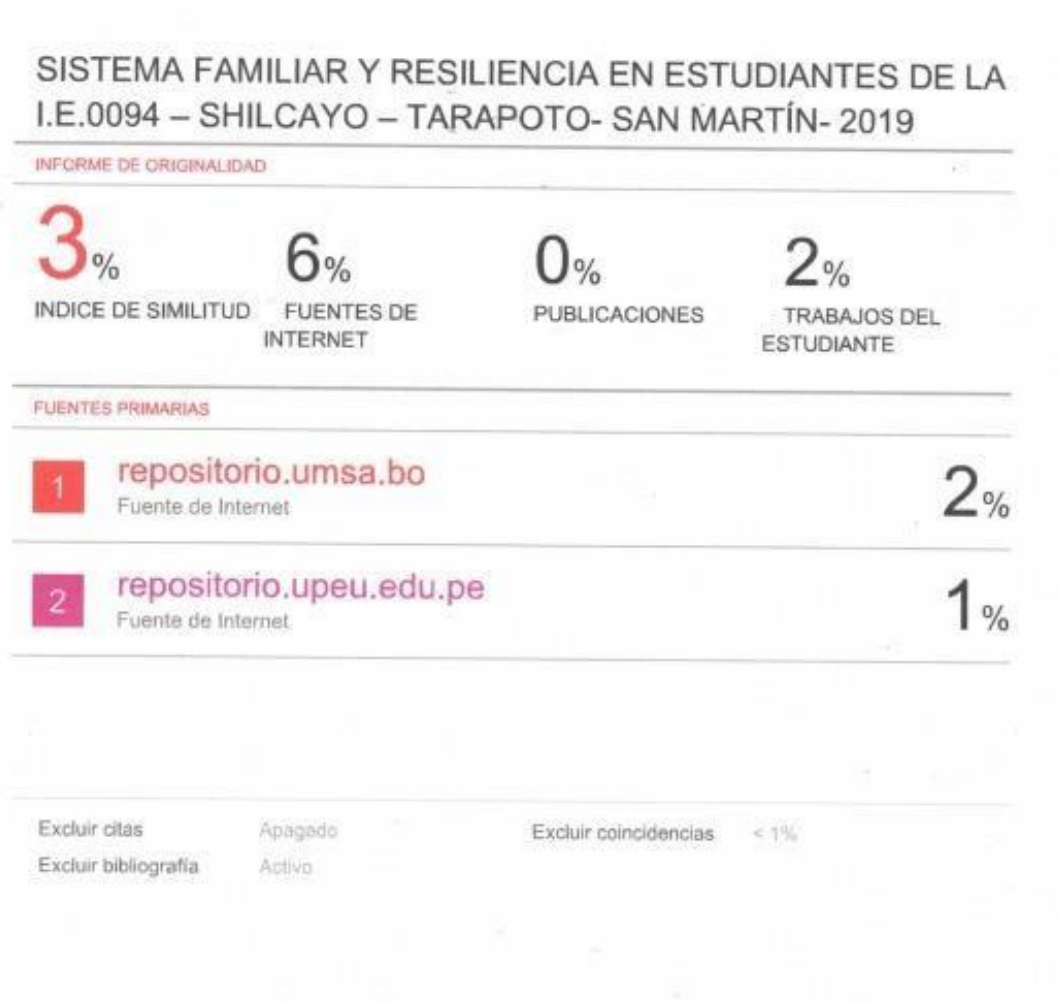 SISTEMA FAMILIAR Y RESILIENCIA EN ESTUDIANTES DE LA
I.E.0094 – SHILCAYO – TARAPOTO- SAN MARTÍN- 2019
INFORME DE ORIGINALIDAD
3%
INDICE DE SIMILITUD
6%
FUENTES DE
INTERNET
0%
PUBLICACIONES
2%
TRABAJOS DEL
ESTUDIANTE
FUENTES PRIMARIAS
1
repositorio.umsa.bo
Fuente de Internet
2%
2
repositorio.upeu.edu.pe
Fuente de Internet
1%
Excluir citas Apagado Excluir coincidencias < 1%
Excluir bibliografía Activo